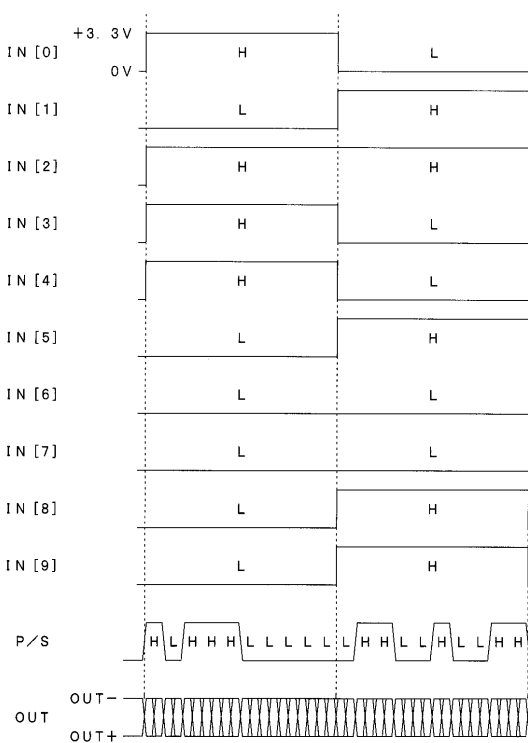 +3. 3V
IN [0] H L
0V
IN [1] L H
IN [2] H H
IN [3] H L
IN [4] H L
IN [5] L H
IN [6] L L
IN [7] L L
IN [8] L H
IN [9] L H
P/S H L H H H L L L L L L H H L L H L L H H
OUT-
OUT
OUT+